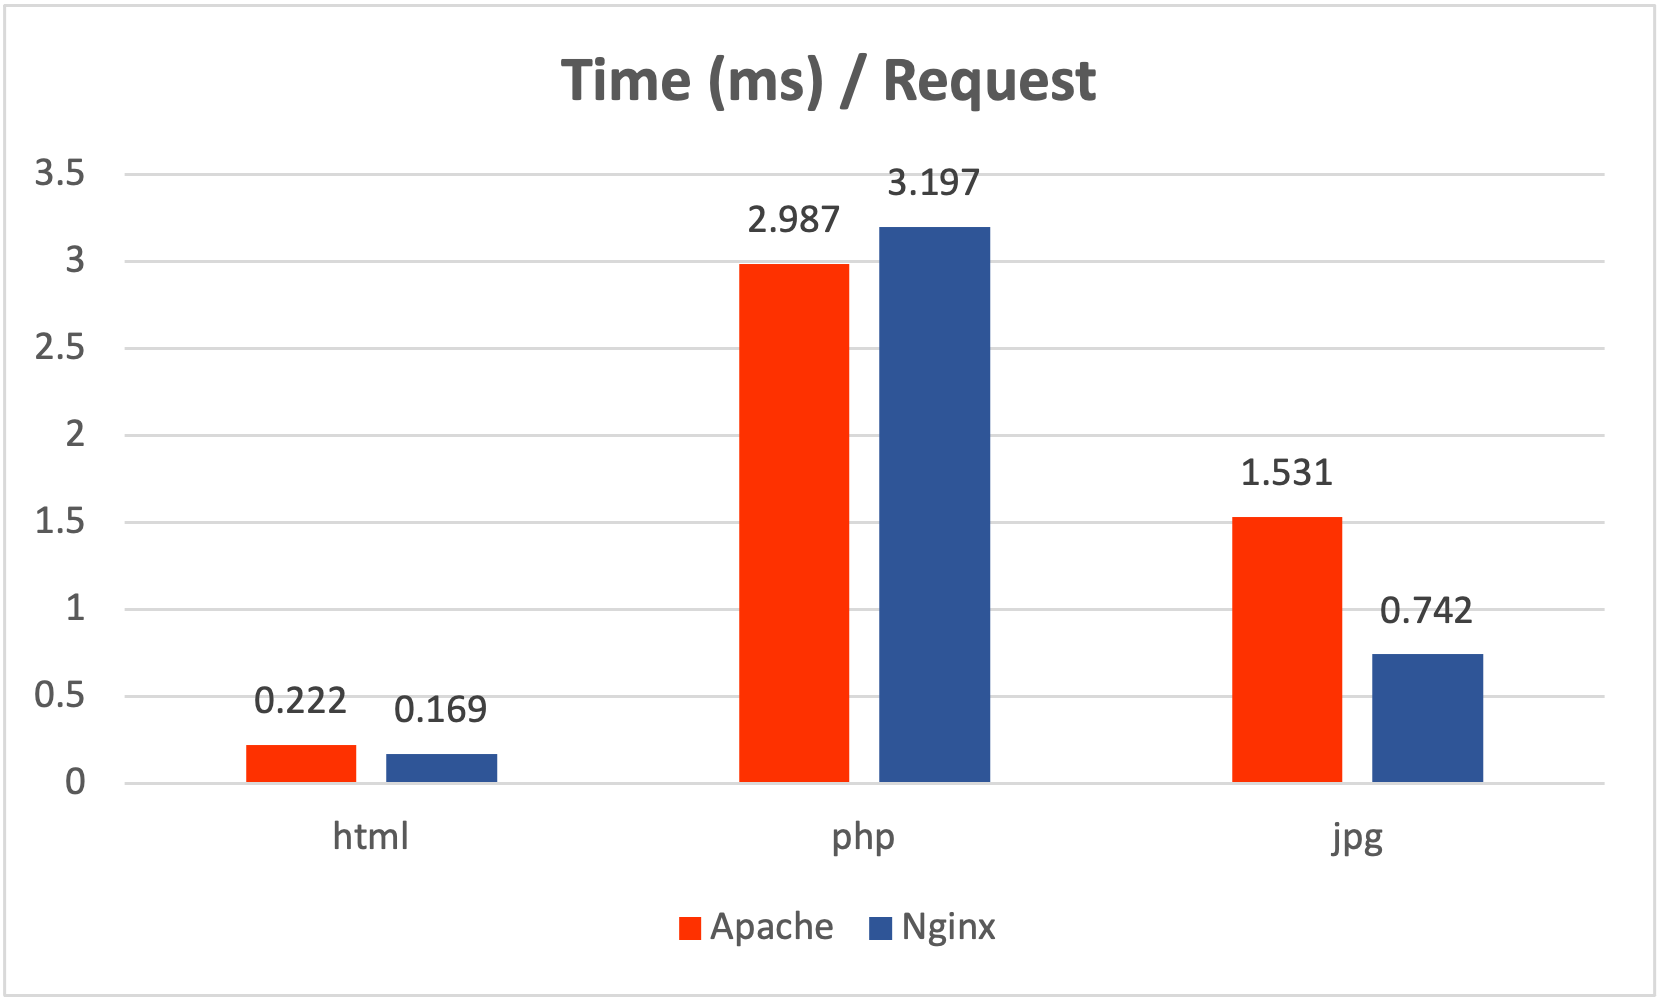 Time (ms) / Request
3.5
3
2.5
2
1.5
1
0.5
0
0.222
0.169
2.987
3.197
1.531
0.742
html
php
jpg
Apache
Nginx